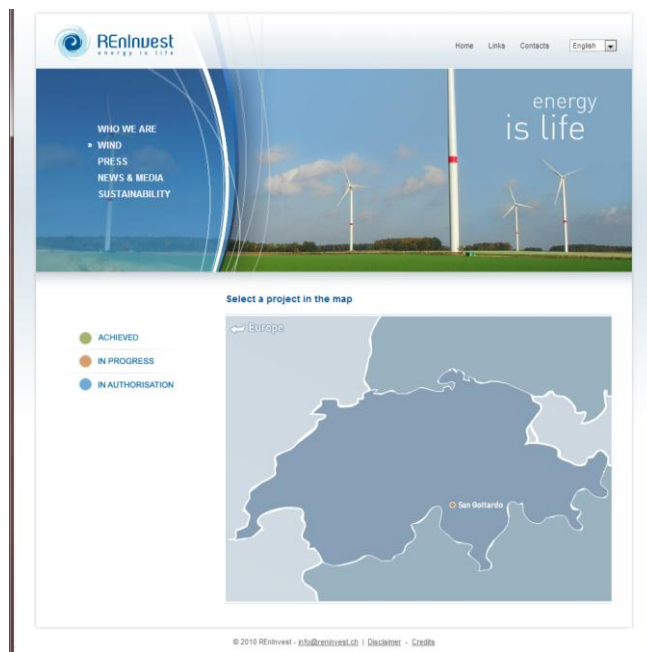 REnInvest
energy is life
Home Links Contacts English
energy
is life
WHO WE ARE
» WIND
PRESS
NEWS & MEDIA
SUSTAINABILITY
Select a project in the map
Europe
ACHIEVED
IN PROGRESS
IN AUTHORISATION
San Gottardo
© 2010 REnInvest - info@reninvest.ch | Disclaimer - Credits